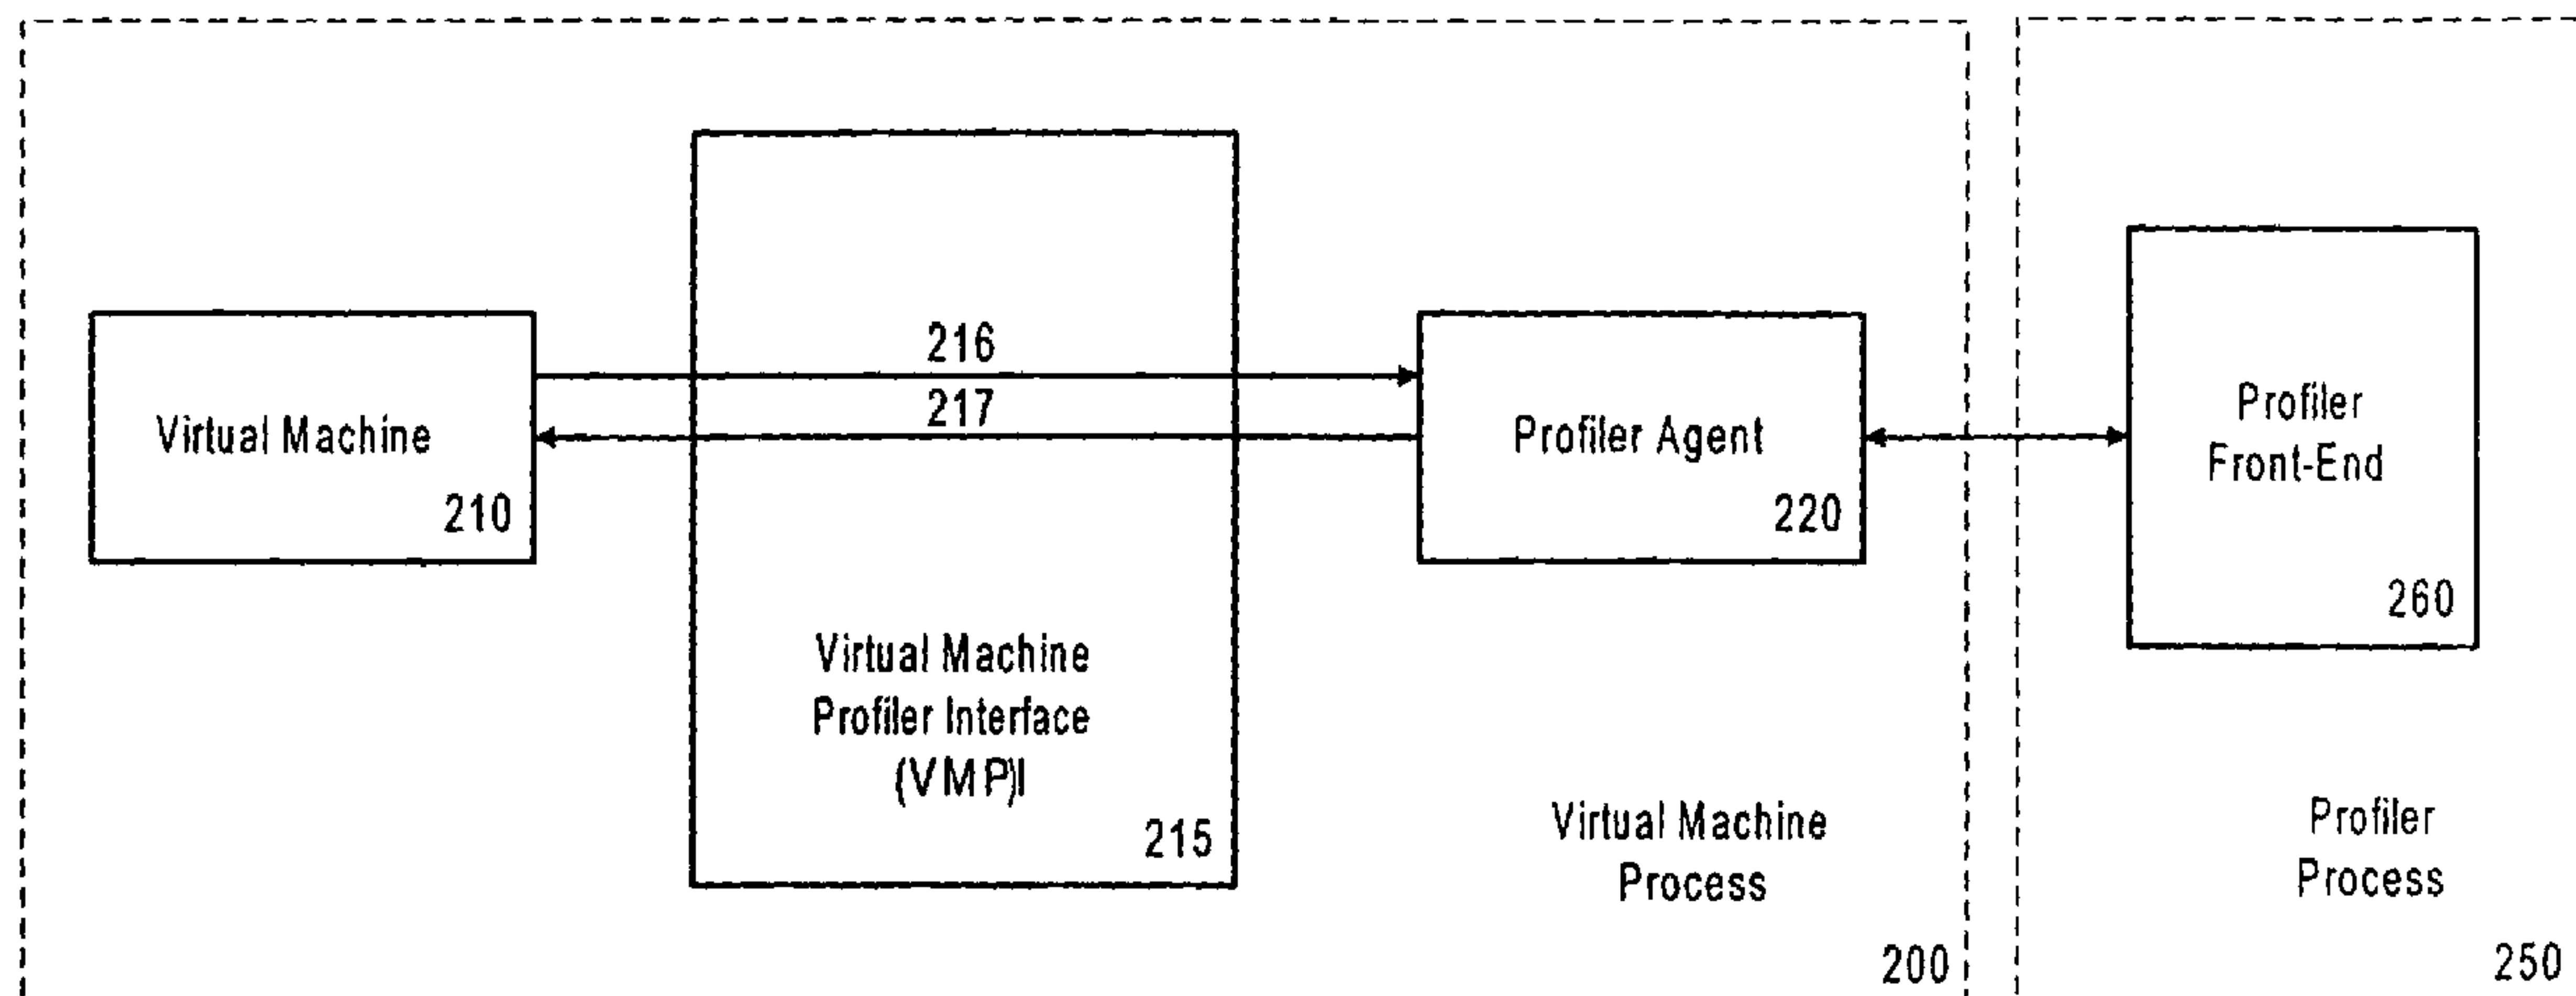 216
217
Virtual Machine
210
Profiler Agent
220
Profiler
Front-End
260
Virtual Machine
Profiler Interface
(VMP)I
215
Virtual Machine
Process
200
Profiler
Process
250